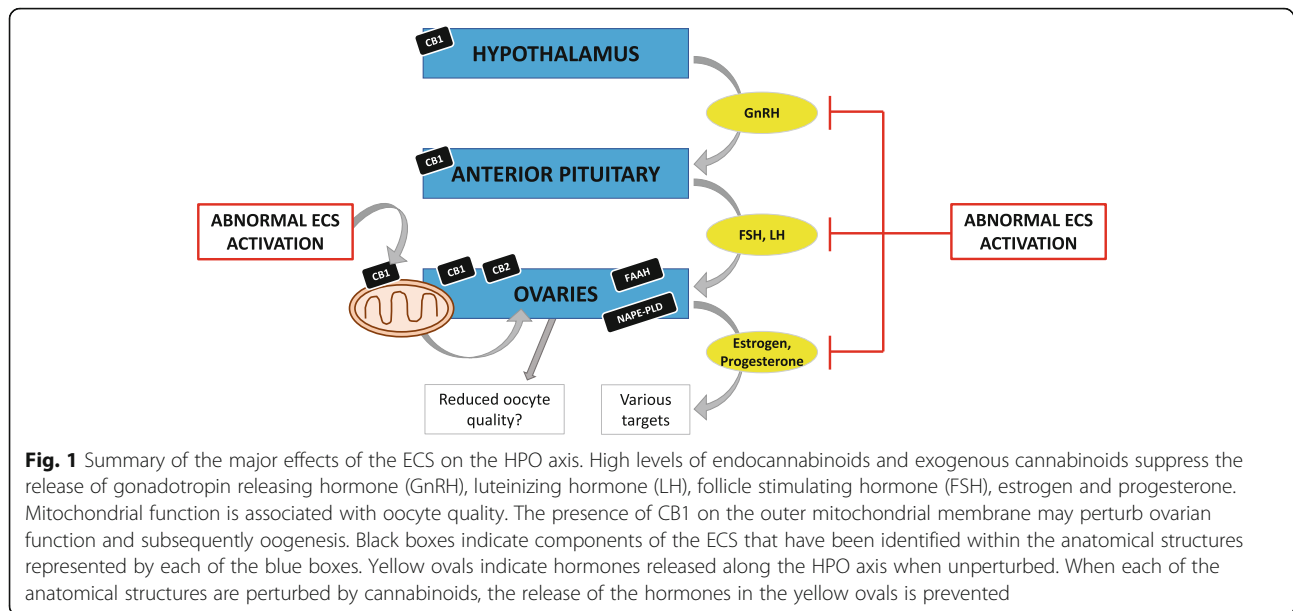 CB1
HYPOTHALAMUS
GnRH
CB1
ANTERIOR PITUITARY
ABNORMAL ECS
ACTIVATION
FSH, LH
ABNORMAL ECS
ACTIVATION
CB1
CB1
CB2
FAAH
OVARIES
NAPE-PLD
Estrogen,
Progesterone
Reduced oocyte
quality?
Various
targets
Fig. 1 Summary of the major effects of the ECS on the HPO axis. High levels of endocannabinoids and exogenous cannabinoids suppress the
release of gonadotropin releasing hormone (GnRH), luteinizing hormone (LH), follicle stimulating hormone (FSH), estrogen and progesterone.
Mitochondrial function is associated with oocyte quality. The presence of CB1 on the outer mitochondrial membrane may perturb ovarian
function and subsequently oogenesis. Black boxes indicate components of the ECS that have been identified within the anatomical structures
represented by each of the blue boxes. Yellow ovals indicate hormones released along the HPO axis when unperturbed. When each of the
anatomical structures are perturbed by cannabinoids, the release of the hormones in the yellow ovals is prevented